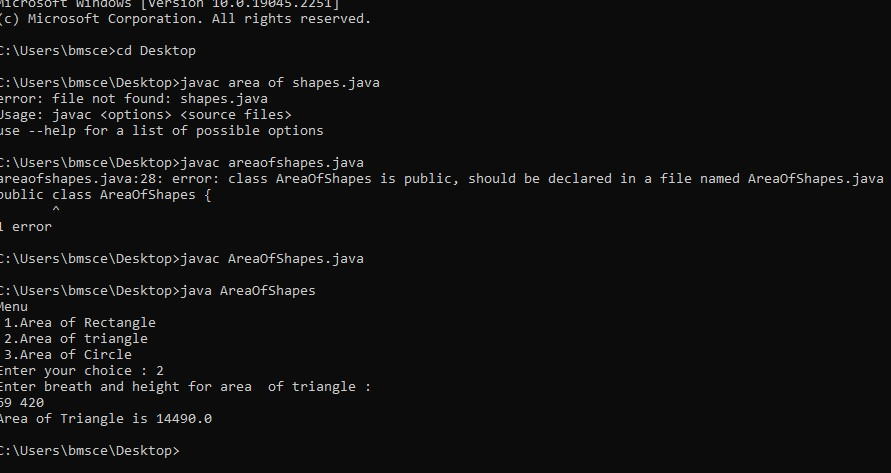 Microsoft Windows [Version 10.0.19045.2251]
(c) Microsoft Corporation. All rights reserved.
C:\Users\bmsce>cd Desktop
C:\Users\bmsce\Desktop>javac area of shapes.java
error: file not found: shapes.java
Usage: javac <options> <source files>
use --help for a list of possible options
C:\Users\bmsce\Desktop>javac areaofshapes.java
areaofshapes.java:28: error: class AreaOfShapes is public, should be declared in a file named AreaOfShapes.java
public class AreaOfShapes {
^
1 error
C:\Users\bmsce\Desktop>javac AreaOfShapes.java
C:\Users\bmsce\Desktop>java AreaOfShapes
Menu
1.Area of Rectangle
2.Area of triangle
3.Area of Circle
Enter your choice : 2
Enter breath and height for area  of triangle :
69 420
Area of Triangle is 14490.0
C:\Users\bmsce\Desktop>